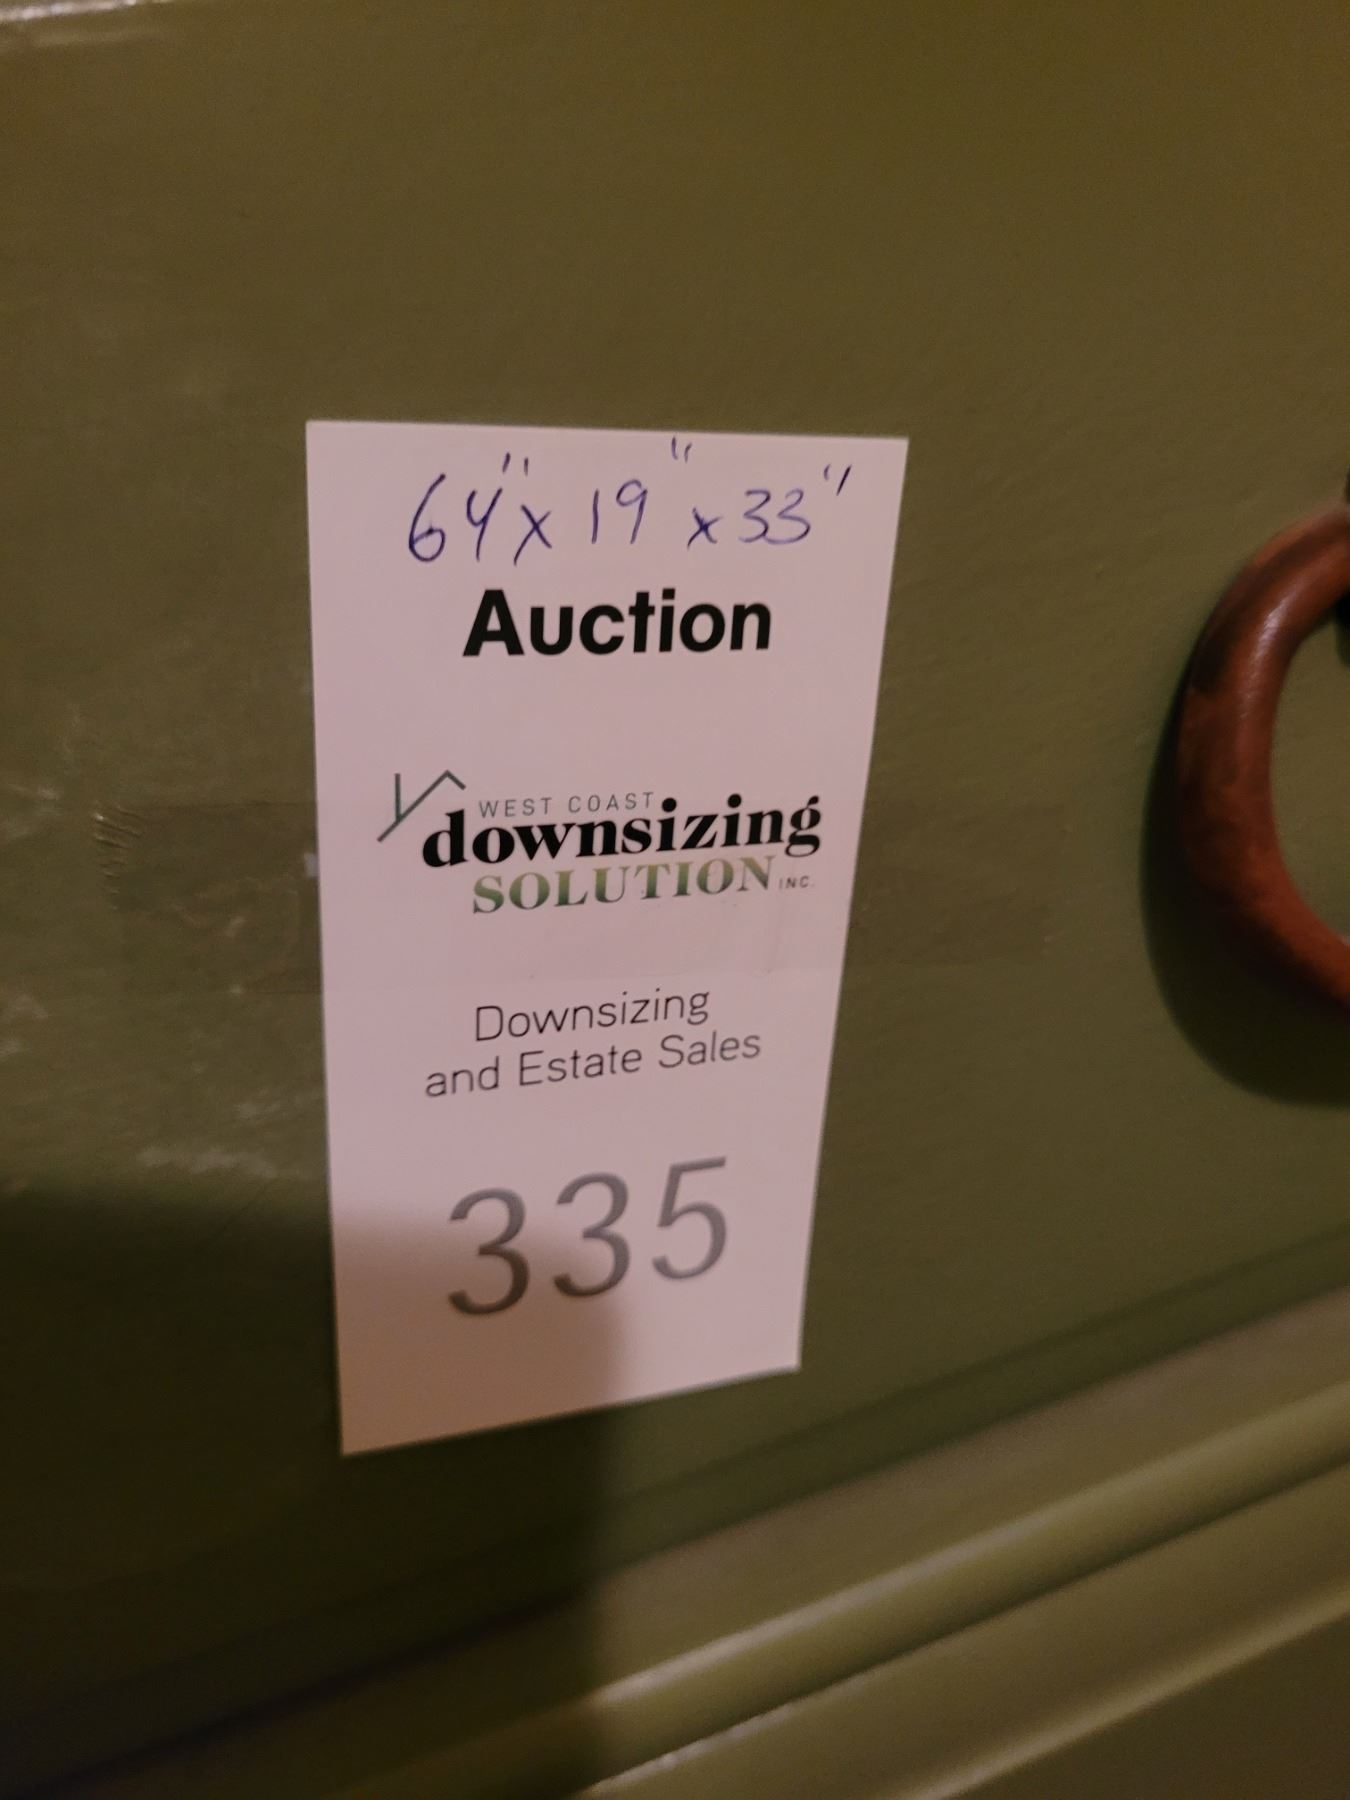 64" x 19" x 33"
Auction
WEST COAST
downsizing
SOLUTION INC.
Downsizing
and Estate Sales
335